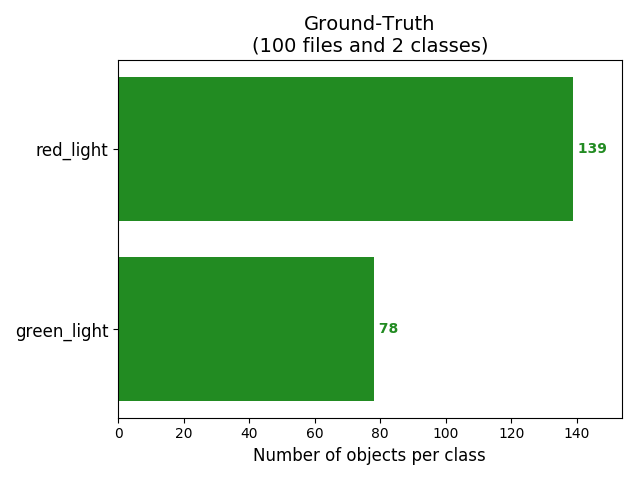 Ground-Truth
(100 files and 2 classes)
red_light
139
green_light
78
0 20 40 60 80 100 120 140
Number of objects per class